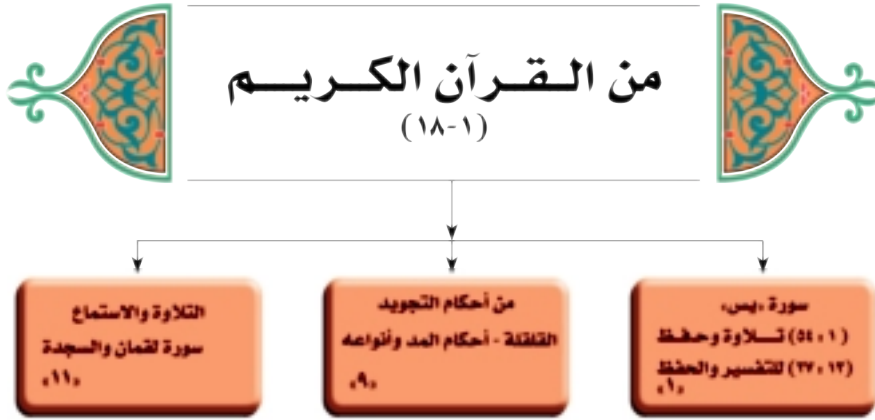 من القرآن الكريم
(١-١٨)
سورة «يس»
(١ ، ٥٤) تلاوة وحفظ
(١٣ ، ٢٧) للتفسير والحفظ
«١»
من أحكام التجويد
القلقلة - أحكام المد وأنواعه
«٩»
التلاوة والاستماع
سورة لقمان والسجدة
«١١»